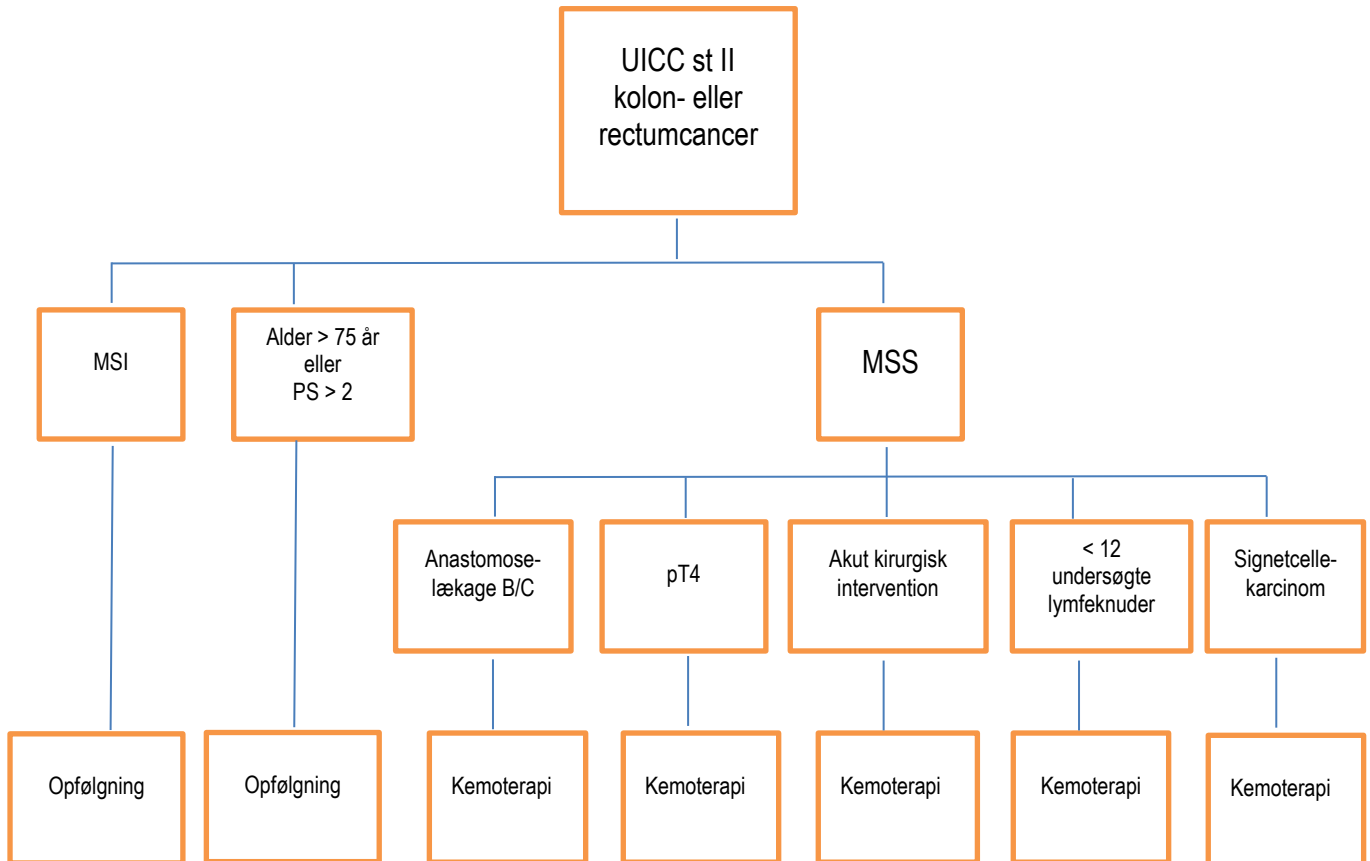 UICC st II
kolon- eller
rectumcancer
MSI
Alder > 75 år
eller
PS > 2
MSS
Anastomose-
lækage B/C
pT4
Akut kirurgisk
intervention
< 12
undersøgte
lymfeknuder
Signetcelle-
karcinom
Opfølgning
Opfølgning
Kemoterapi
Kemoterapi
Kemoterapi
Kemoterapi
Kemoterapi